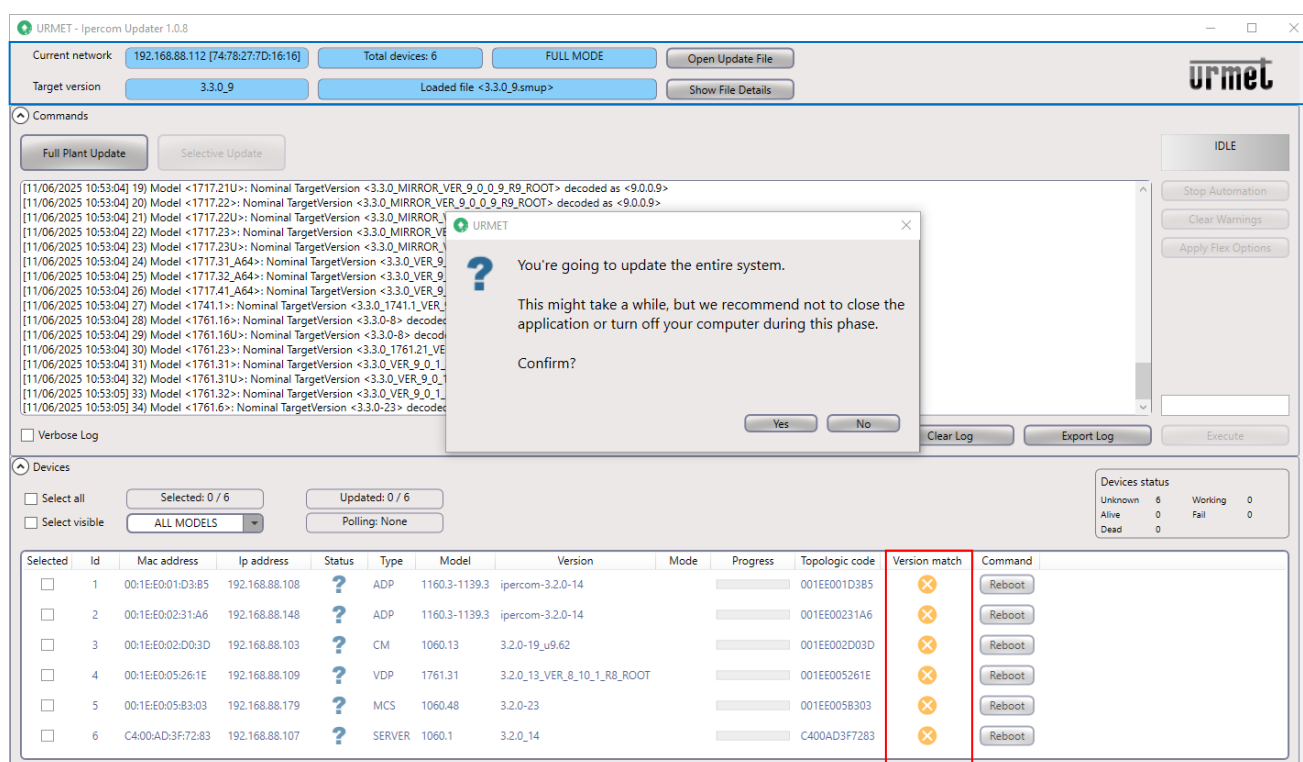 URMET - Ipercom Updater 1.0.8
Current network 192.168.88.112 [74:78:27:7D:16:16] Total devices: 6 FULL MODE Open Update File
Target version 3.3.0_9 Loaded file <3.3.0_9.smup> Show File Details
urmet
Commands
Full Plant Update Selective Update IDLE
[11/06/2025 10:53:04] 19) Model <1717.21U>: Nominal TargetVersion <3.3.0_MIRROR_VER_9_0_0_9_R9_ROOT> decoded as <9.0.0.9>
[11/06/2025 10:53:04] 20) Model <1717.22>: Nominal TargetVersion <3.3.0_MIRROR_VER_9_0_0_9_R9_ROOT> decoded as <9.0.0.9>
[11/06/2025 10:53:04] 21) Model <1717.22U>: Nominal TargetVersion <3.3.0_MIRROR_V
[11/06/2025 10:53:04] 22) Model <1717.23>: Nominal TargetVersion <3.3.0_MIRROR_VE
[11/06/2025 10:53:04] 23) Model <1717.23U>: Nominal TargetVersion <3.3.0_MIRROR_V
[11/06/2025 10:53:04] 24) Model <1717.31_A64>: Nominal TargetVersion <3.3.0_VER_9_
[11/06/2025 10:53:04] 25) Model <1717.32_A64>: Nominal TargetVersion <3.3.0_VER_9_
[11/06/2025 10:53:04] 26) Model <1717.41_A64>: Nominal TargetVersion <3.3.0_VER_9_
[11/06/2025 10:53:04] 27) Model <1741.1>: Nominal TargetVersion <3.3.0_1741.1_VER_
[11/06/2025 10:53:04] 28) Model <1761.16>: Nominal TargetVersion <3.3.0-8> decoded
[11/06/2025 10:53:04] 29) Model <1761.16U>: Nominal TargetVersion <3.3.0-8> decod
[11/06/2025 10:53:04] 30) Model <1761.23>: Nominal TargetVersion <3.3.0_1761.21_VE
[11/06/2025 10:53:04] 31) Model <1761.31>: Nominal TargetVersion <3.3.0_VER_9_0_1_
[11/06/2025 10:53:04] 32) Model <1761.31U>: Nominal TargetVersion <3.3.0_VER_9_0_1
[11/06/2025 10:53:05] 33) Model <1761.32>: Nominal TargetVersion <3.3.0_VER_9_0_1_
[11/06/2025 10:53:05] 34) Model <1761.6>: Nominal TargetVersion <3.3.0-23> decoded
Stop Automation
Clear Warnings
Apply Flex Options
URMET
You're going to update the entire system.
This might take a while, but we recommend not to close the
application or turn off your computer during this phase.
Confirm?
Yes No
Verbose Log Clear Log Export Log Execute
Devices
Select all Selected: 0 / 6 Updated: 0 / 6
Select visible ALL MODELS Polling: None
Devices status
Unknown 6 Working 0
Alive 0 Fail 0
Dead 0
Selected Id Mac address Ip address Status Type Model Version Mode Progress Topologic code Version match Command
1 00:1E:E0:01:D3:B5 192.168.88.108 ADP 1160.3-1139.3 ipercom-3.2.0-14 001EE001D3B5 Reboot
2 00:1E:E0:02:31:A6 192.168.88.148 ADP 1160.3-1139.3 ipercom-3.2.0-14 001EE00231A6 Reboot
3 00:1E:E0:02:D0:3D 192.168.88.103 CM 1060.13 3.2.0-19_u9.62 001EE002D03D Reboot
4 00:1E:E0:05:26:1E 192.168.88.109 VDP 1761.31 3.2.0_13_VER_8_10_1_R8_ROOT 001EE005261E Reboot
5 00:1E:E0:05:B3:03 192.168.88.179 MCS 1060.48 3.2.0-23 001EE005B303 Reboot
6 C4:00:AD:3F:72:83 192.168.88.107 SERVER 1060.1 3.2.0_14 C400AD3F7283 Reboot